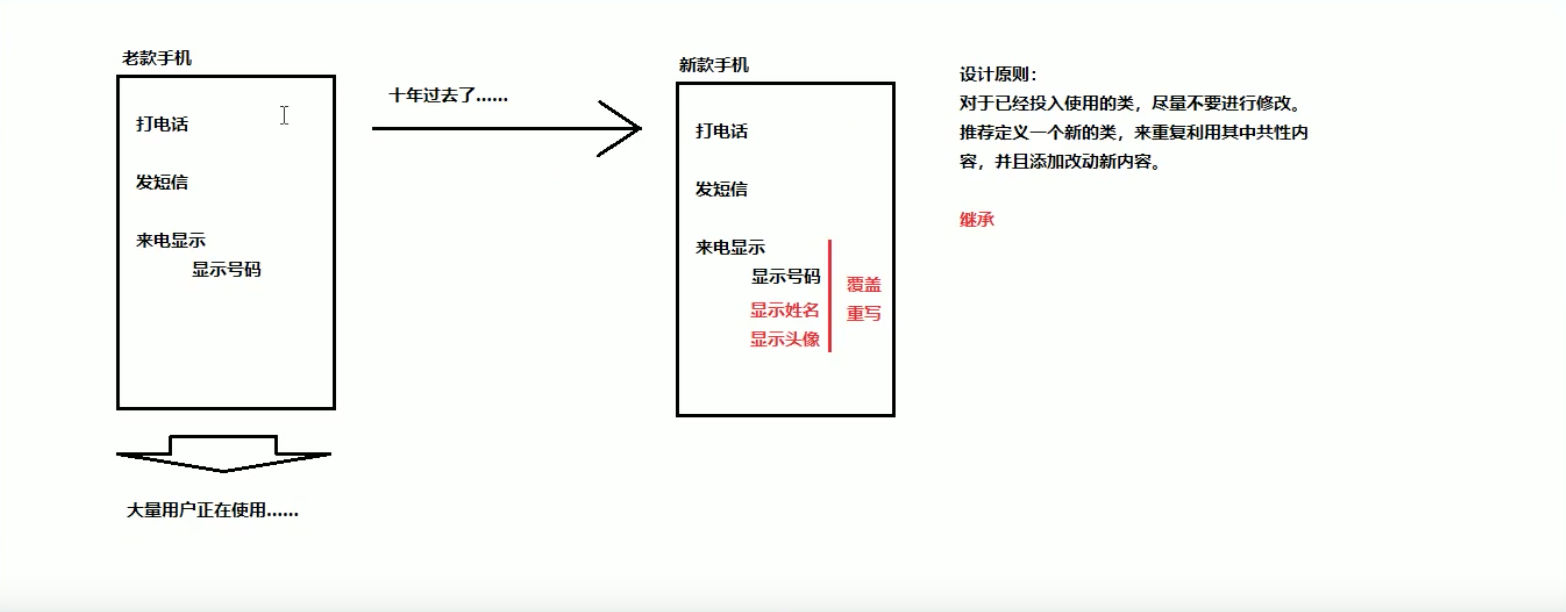 老款手机
打电话
发短信
来电显示
显示号码
大量用户正在使用......
十年过去了......
新款手机
打电话
发短信
来电显示
显示号码
显示姓名
显示头像
覆盖
重写
设计原则：
对于已经投入使用的类，尽量不要进行修改。
推荐定义一个新的类，来重复利用其中共性内
容，并且添加改动新内容。
继承